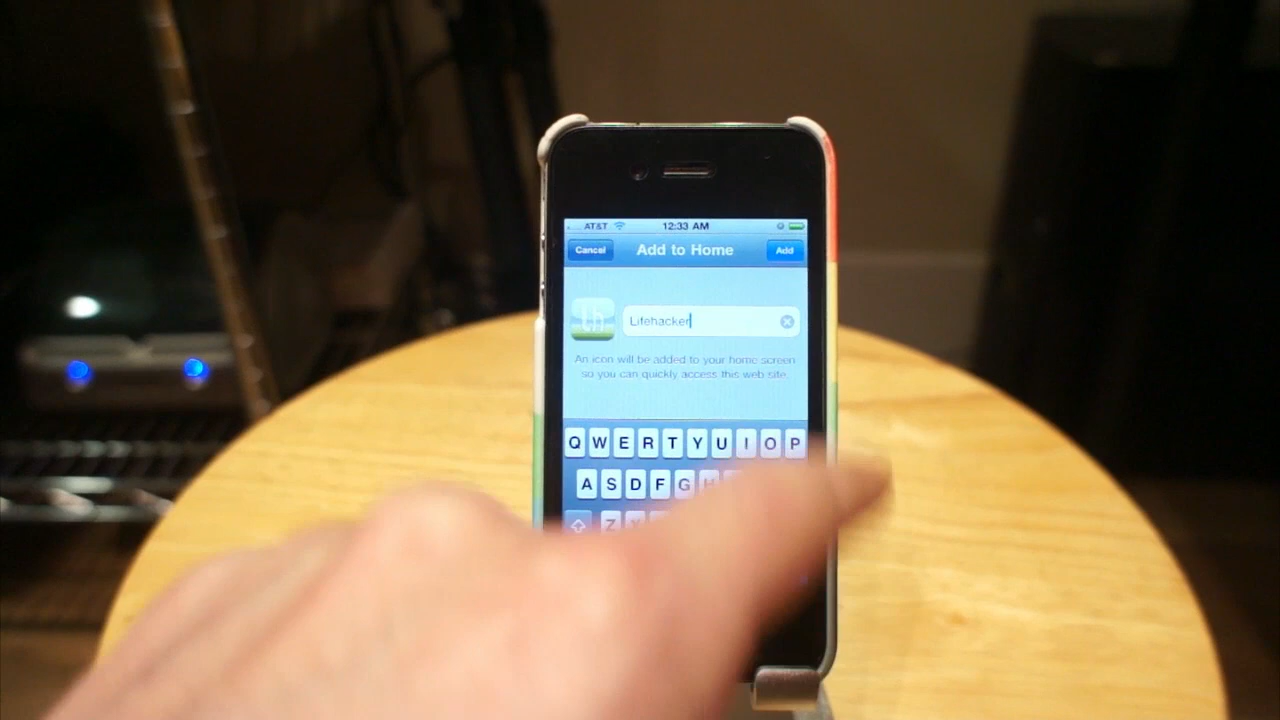 AT&T 12:33 AM
Cancel Add to Home Add
lh Lifehacker
An icon will be added to your home screen
so you can quickly access this web site.
Q W E R T Y U I O P
A S D F G H
Z X